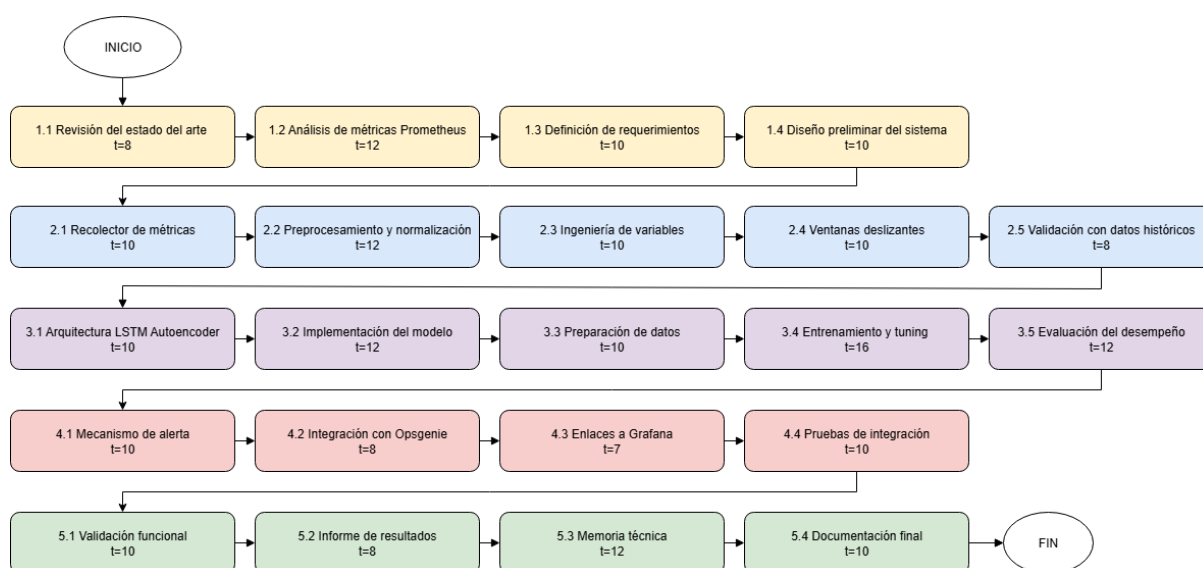 INICIO
1.1 Revisión del estado del arte
t=8
1.2 Análisis de métricas Prometheus
t=12
1.3 Definición de requerimientos
t=10
1.4 Diseño preliminar del sistema
t=10
2.1 Recolector de métricas
t=10
2.2 Preprocesamiento y normalización
t=12
2.3 Ingeniería de variables
t=10
2.4 Ventanas deslizantes
t=10
2.5 Validación con datos históricos
t=8
3.1 Arquitectura LSTM Autoencoder
t=10
3.2 Implementación del modelo
t=12
3.3 Preparación de datos
t=10
3.4 Entrenamiento y tuning
t=16
3.5 Evaluación del desempeño
t=12
4.1 Mecanismo de alerta
t=10
4.2 Integración con Opsgenie
t=8
4.3 Enlaces a Grafana
t=7
4.4 Pruebas de integración
t=10
5.1 Validación funcional
t=10
5.2 Informe de resultados
t=8
5.3 Memoria técnica
t=12
5.4 Documentación final
t=10
FIN